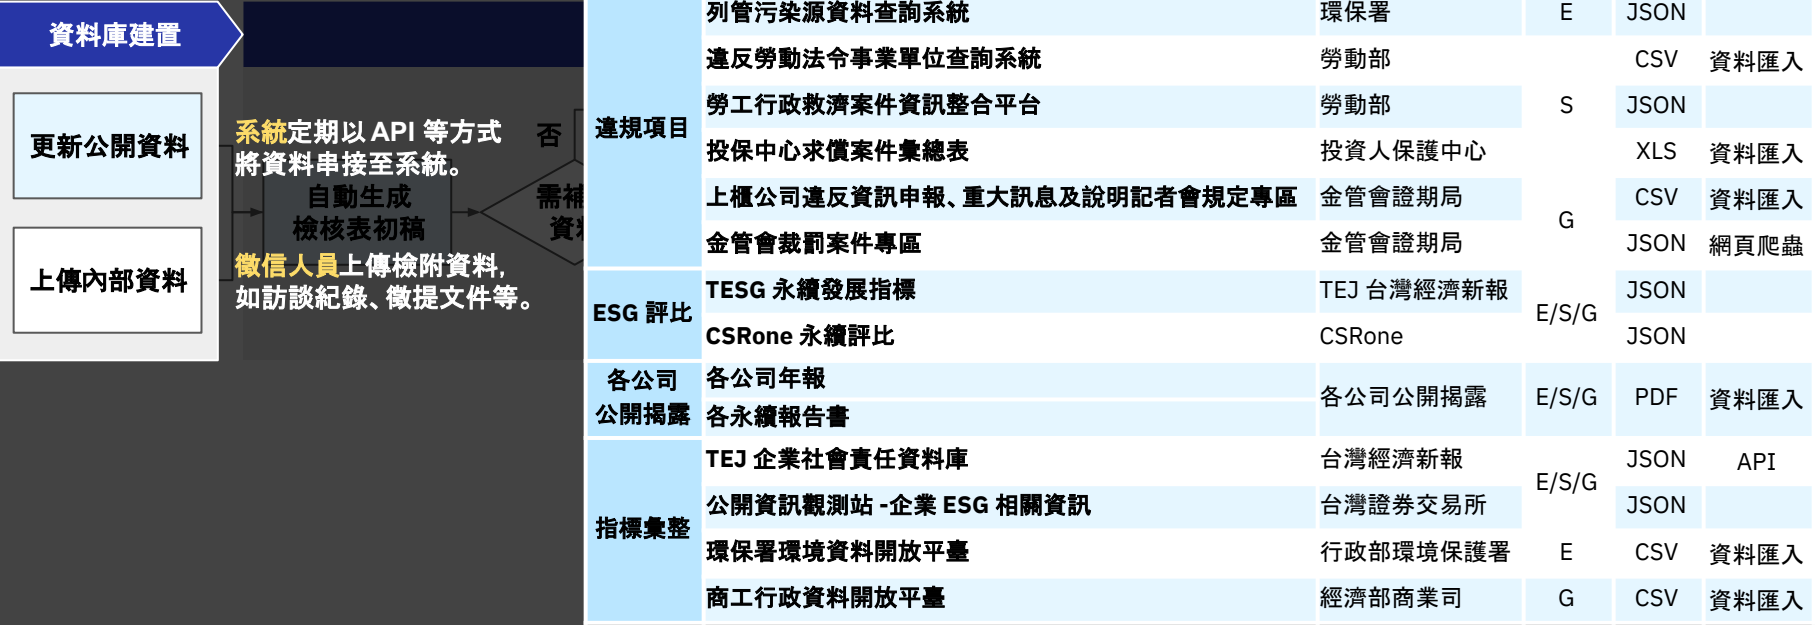 資料庫建置
更新公開資料
上傳內部資料
系統定期以 API 等方式
將資料串接至系統。
自動生成
檢核表初稿
徵信人員上傳檢附資料,
如訪談紀錄、徵提文件等。
否
需補
資料
違規項目
列管污染源資料查詢系統 環保署 E JSON
違反勞動法令事業單位查詢系統 勞動部 CSV 資料匯入
勞工行政救濟案件資訊整合平台 勞動部 S JSON
投保中心求償案件彙總表 投資人保護中心 XLS 資料匯入
上櫃公司違反資訊申報、重大訊息及說明記者會規定專區 金管會證期局 CSV 資料匯入
G
金管會裁罰案件專區 金管會證期局 JSON 網頁爬蟲
ESG 評比
TESG 永續發展指標 TEJ 台灣經濟新報 JSON
E/S/G
CSRone 永續評比 CSRone JSON
各公司
公開揭露
各公司年報
各永續報告書
各公司公開揭露 E/S/G PDF 資料匯入
指標彙整
TEJ 企業社會責任資料庫 台灣經濟新報 JSON API
E/S/G
公開資訊觀測站 -企業 ESG 相關資訊 台灣證券交易所 JSON
環保署環境資料開放平臺 行政部環境保護署 E CSV 資料匯入
商工行政資料開放平臺 經濟部商業司 G CSV 資料匯入